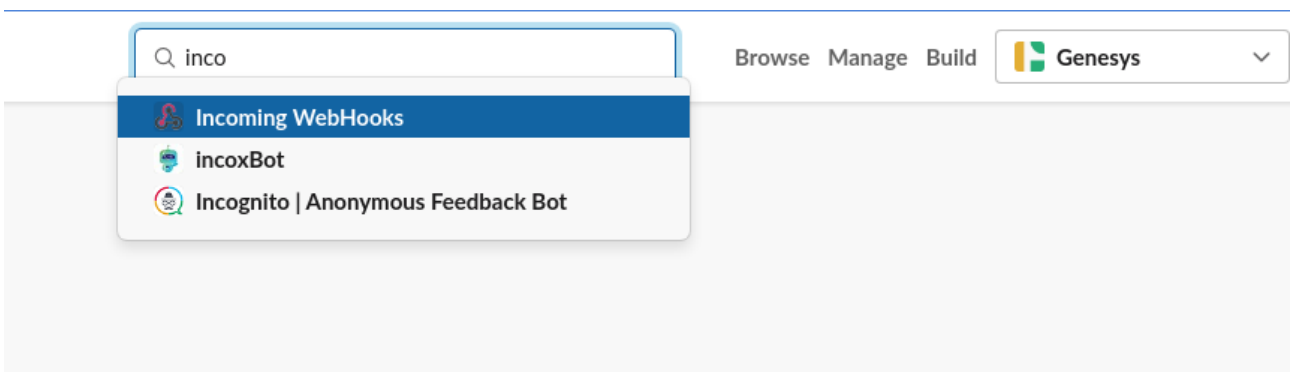 inco
Browse Manage Build Genesys
Incoming WebHooks
incoxBot
Incognito | Anonymous Feedback Bot